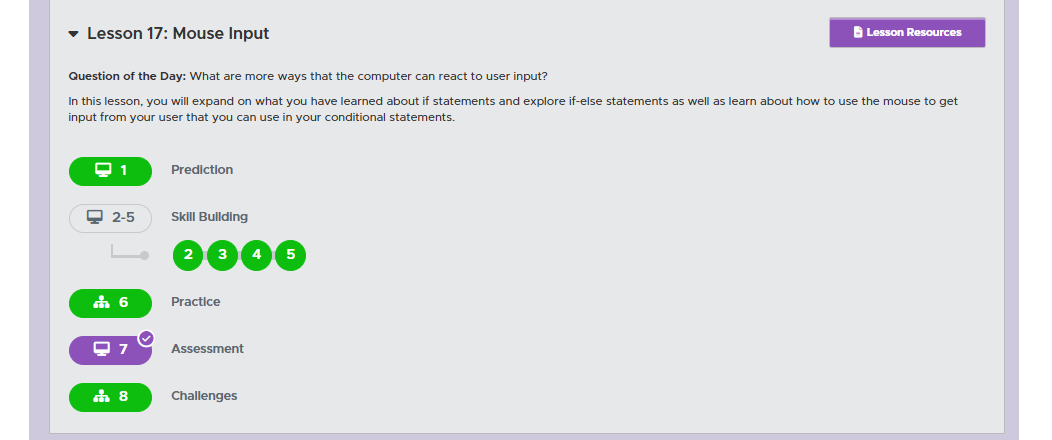 Lesson 17: Mouse Input
Lesson Resources
Question of the Day: What are more ways that the computer can react to user input?
In this lesson, you will expand on what you have learned about if statements and explore if-else statements as well as learn about how to use the mouse to get
input from your user that you can use in your conditional statements.
1 Prediction
2-5 Skill Building
2 3 4 5
6 Practice
7 Assessment
8 Challenges